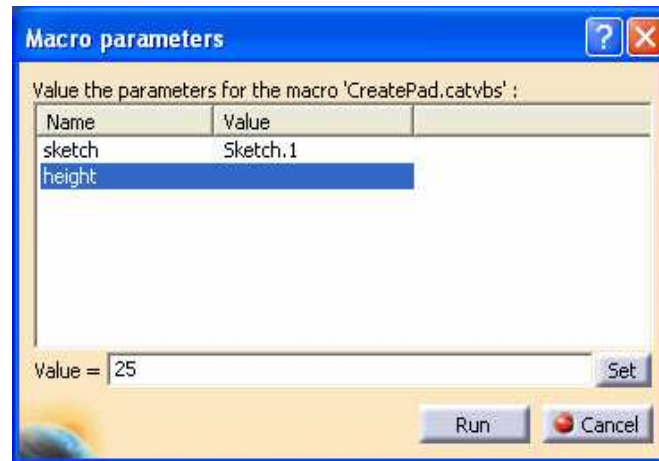 Macro parameters ?
Value the parameters for the macro 'CreatePad.catvbs' :
Name Value
sketch Sketch.1
height
Value = 25 Set
Run Cancel